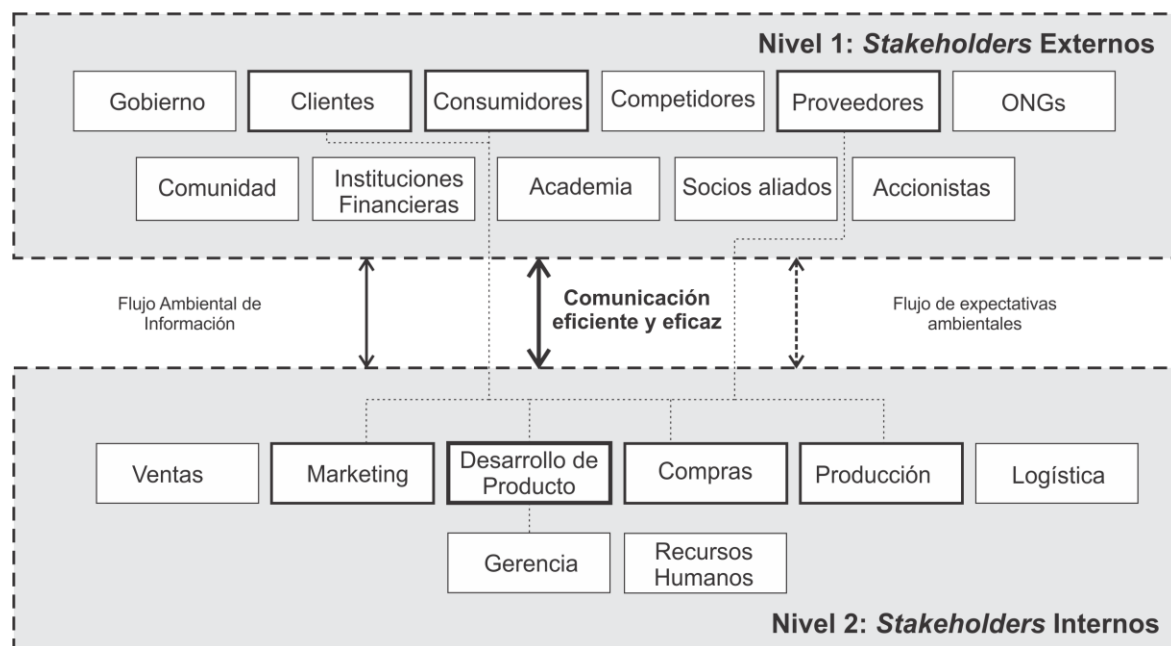 Nivel 1: Stakeholders Externos
Gobierno
Clientes
Consumidores
Competidores
Proveedores
ONGs
Comunidad
Instituciones
Financieras
Academia
Socios aliados
Accionistas
Flujo Ambiental de
Información
Comunicación
eficiente y eficaz
Flujo de expectativas
ambientales
Ventas
Marketing
Desarrollo de
Producto
Compras
Producción
Logística
Gerencia
Recursos
Humanos
Nivel 2: Stakeholders Internos